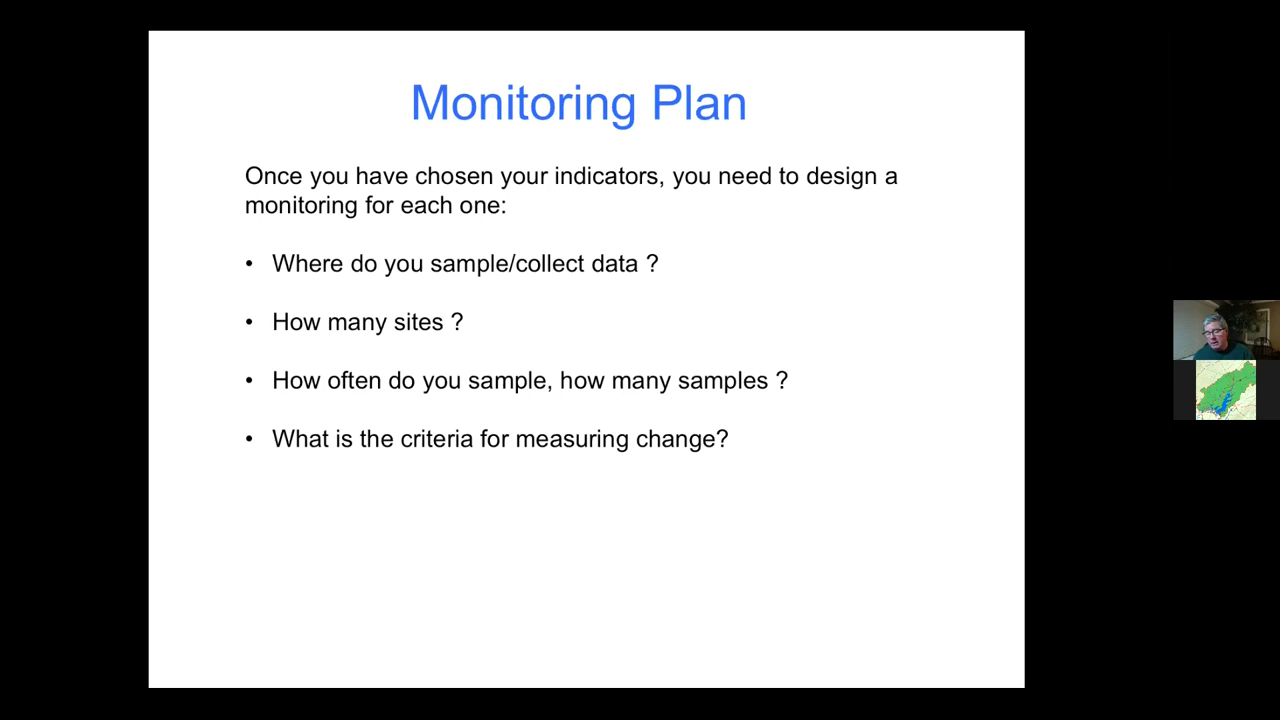 Monitoring Plan
Once you have chosen your indicators, you need to design a
monitoring for each one:
• Where do you sample/collect data ?
• How many sites ?
• How often do you sample, how many samples ?
• What is the criteria for measuring change?